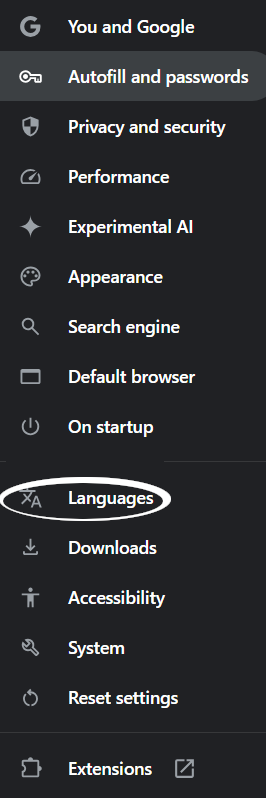 You and Google
Autofill and passwords
Privacy and security
Performance
Experimental AI
Appearance
Search engine
Default browser
On startup
Languages
Downloads
Accessibility
System
Reset settings
Extensions